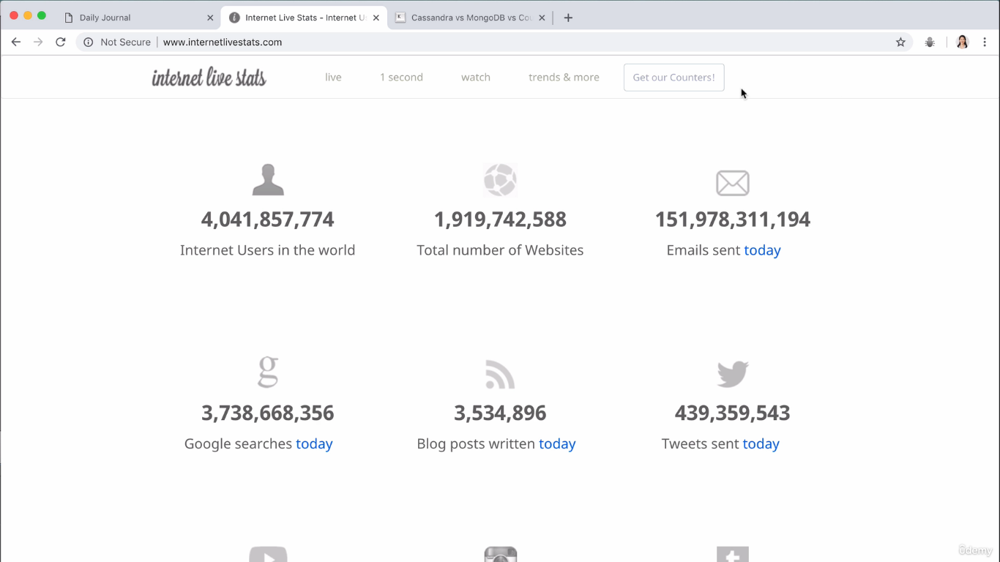 Daily Journal
Internet Live Stats - Internet U
Cassandra vs MongoDB vs Cou
Not Secure
www.internetlivestats.com
internet live stats
live
1 second
watch
trends & more
Get our Counters!
4,041,857,774
1,919,742,588
151,978,311,194
Internet Users in the world
Total number of Websites
Emails sent today
g
3,738,668,356
3,534,896
439,359,543
Google searches today
Blog posts written today
Tweets sent today
ûdemy